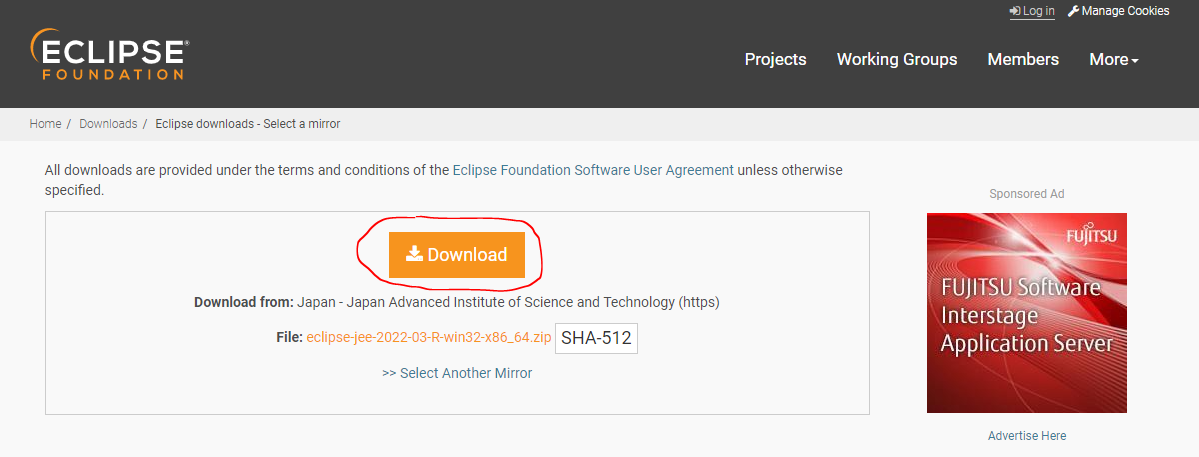 Log in Manage Cookies
ECLIPSE®
FOUNDATION
Projects Working Groups Members More
Home / Downloads / Eclipse downloads - Select a mirror
All downloads are provided under the terms and conditions of the Eclipse Foundation Software User Agreement unless otherwise
specified.
Download
Download from: Japan - Japan Advanced Institute of Science and Technology (https)
File: eclipse-jee-2022-03-R-win32-x86_64.zip SHA-512
>> Select Another Mirror
Sponsored Ad
FUJITSU
FUJITSU Software
Interstage
Application Server
Advertise Here